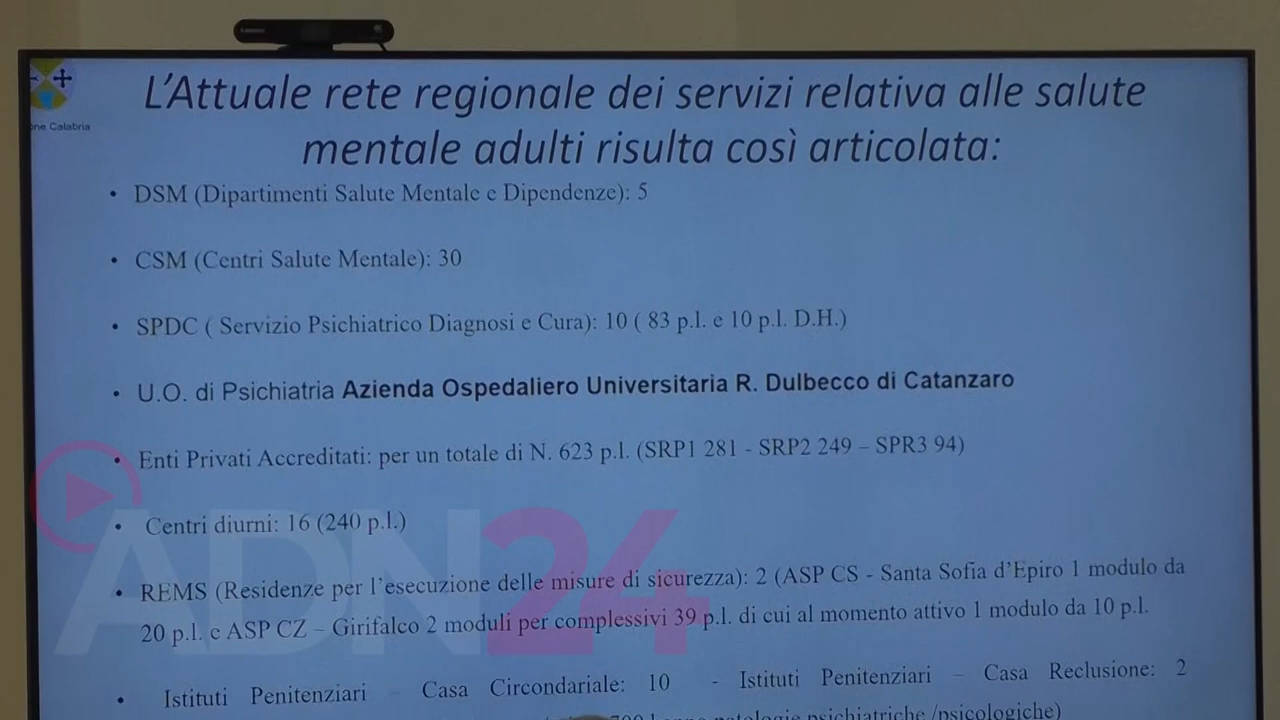 Lenovo
one Calabria
L'Attuale rete regionale dei servizi relativa alle salute
mentale adulti risulta così articolata:
• DSM (Dipartimenti Salute Mentale e Dipendenze): 5
• CSM (Centri Salute Mentale): 30
• SPDC ( Servizio Psichiatrico Diagnosi e Cura): 10 ( 83 p.l. e 10 p.l. D.H.)
• U.O. di Psichiatria Azienda Ospedaliero Universitaria R. Dulbecco di Catanzaro
• Enti Privati Accreditati: per un totale di N. 623 p.l. (SRP1 281 - SRP2 249 – SPR3 94)
• Centri diurni: 16 (240 p.l.)
ADN24
• REMS (Residenze per l'esecuzione delle misure di sicurezza): 2 (ASP CS - Santa Sofia d'Epiro 1 modulo da
20 p.l. e ASP CZ – Girifalco 2 moduli per complessivi 39 p.l. di cui al momento attivo 1 modulo da 10 p.l.
• Istituti Penitenziari – Casa Circondariale: 10 - Istituti Penitenziari – Casa Reclusione: 2
patologie psichiatriche /psicologiche)